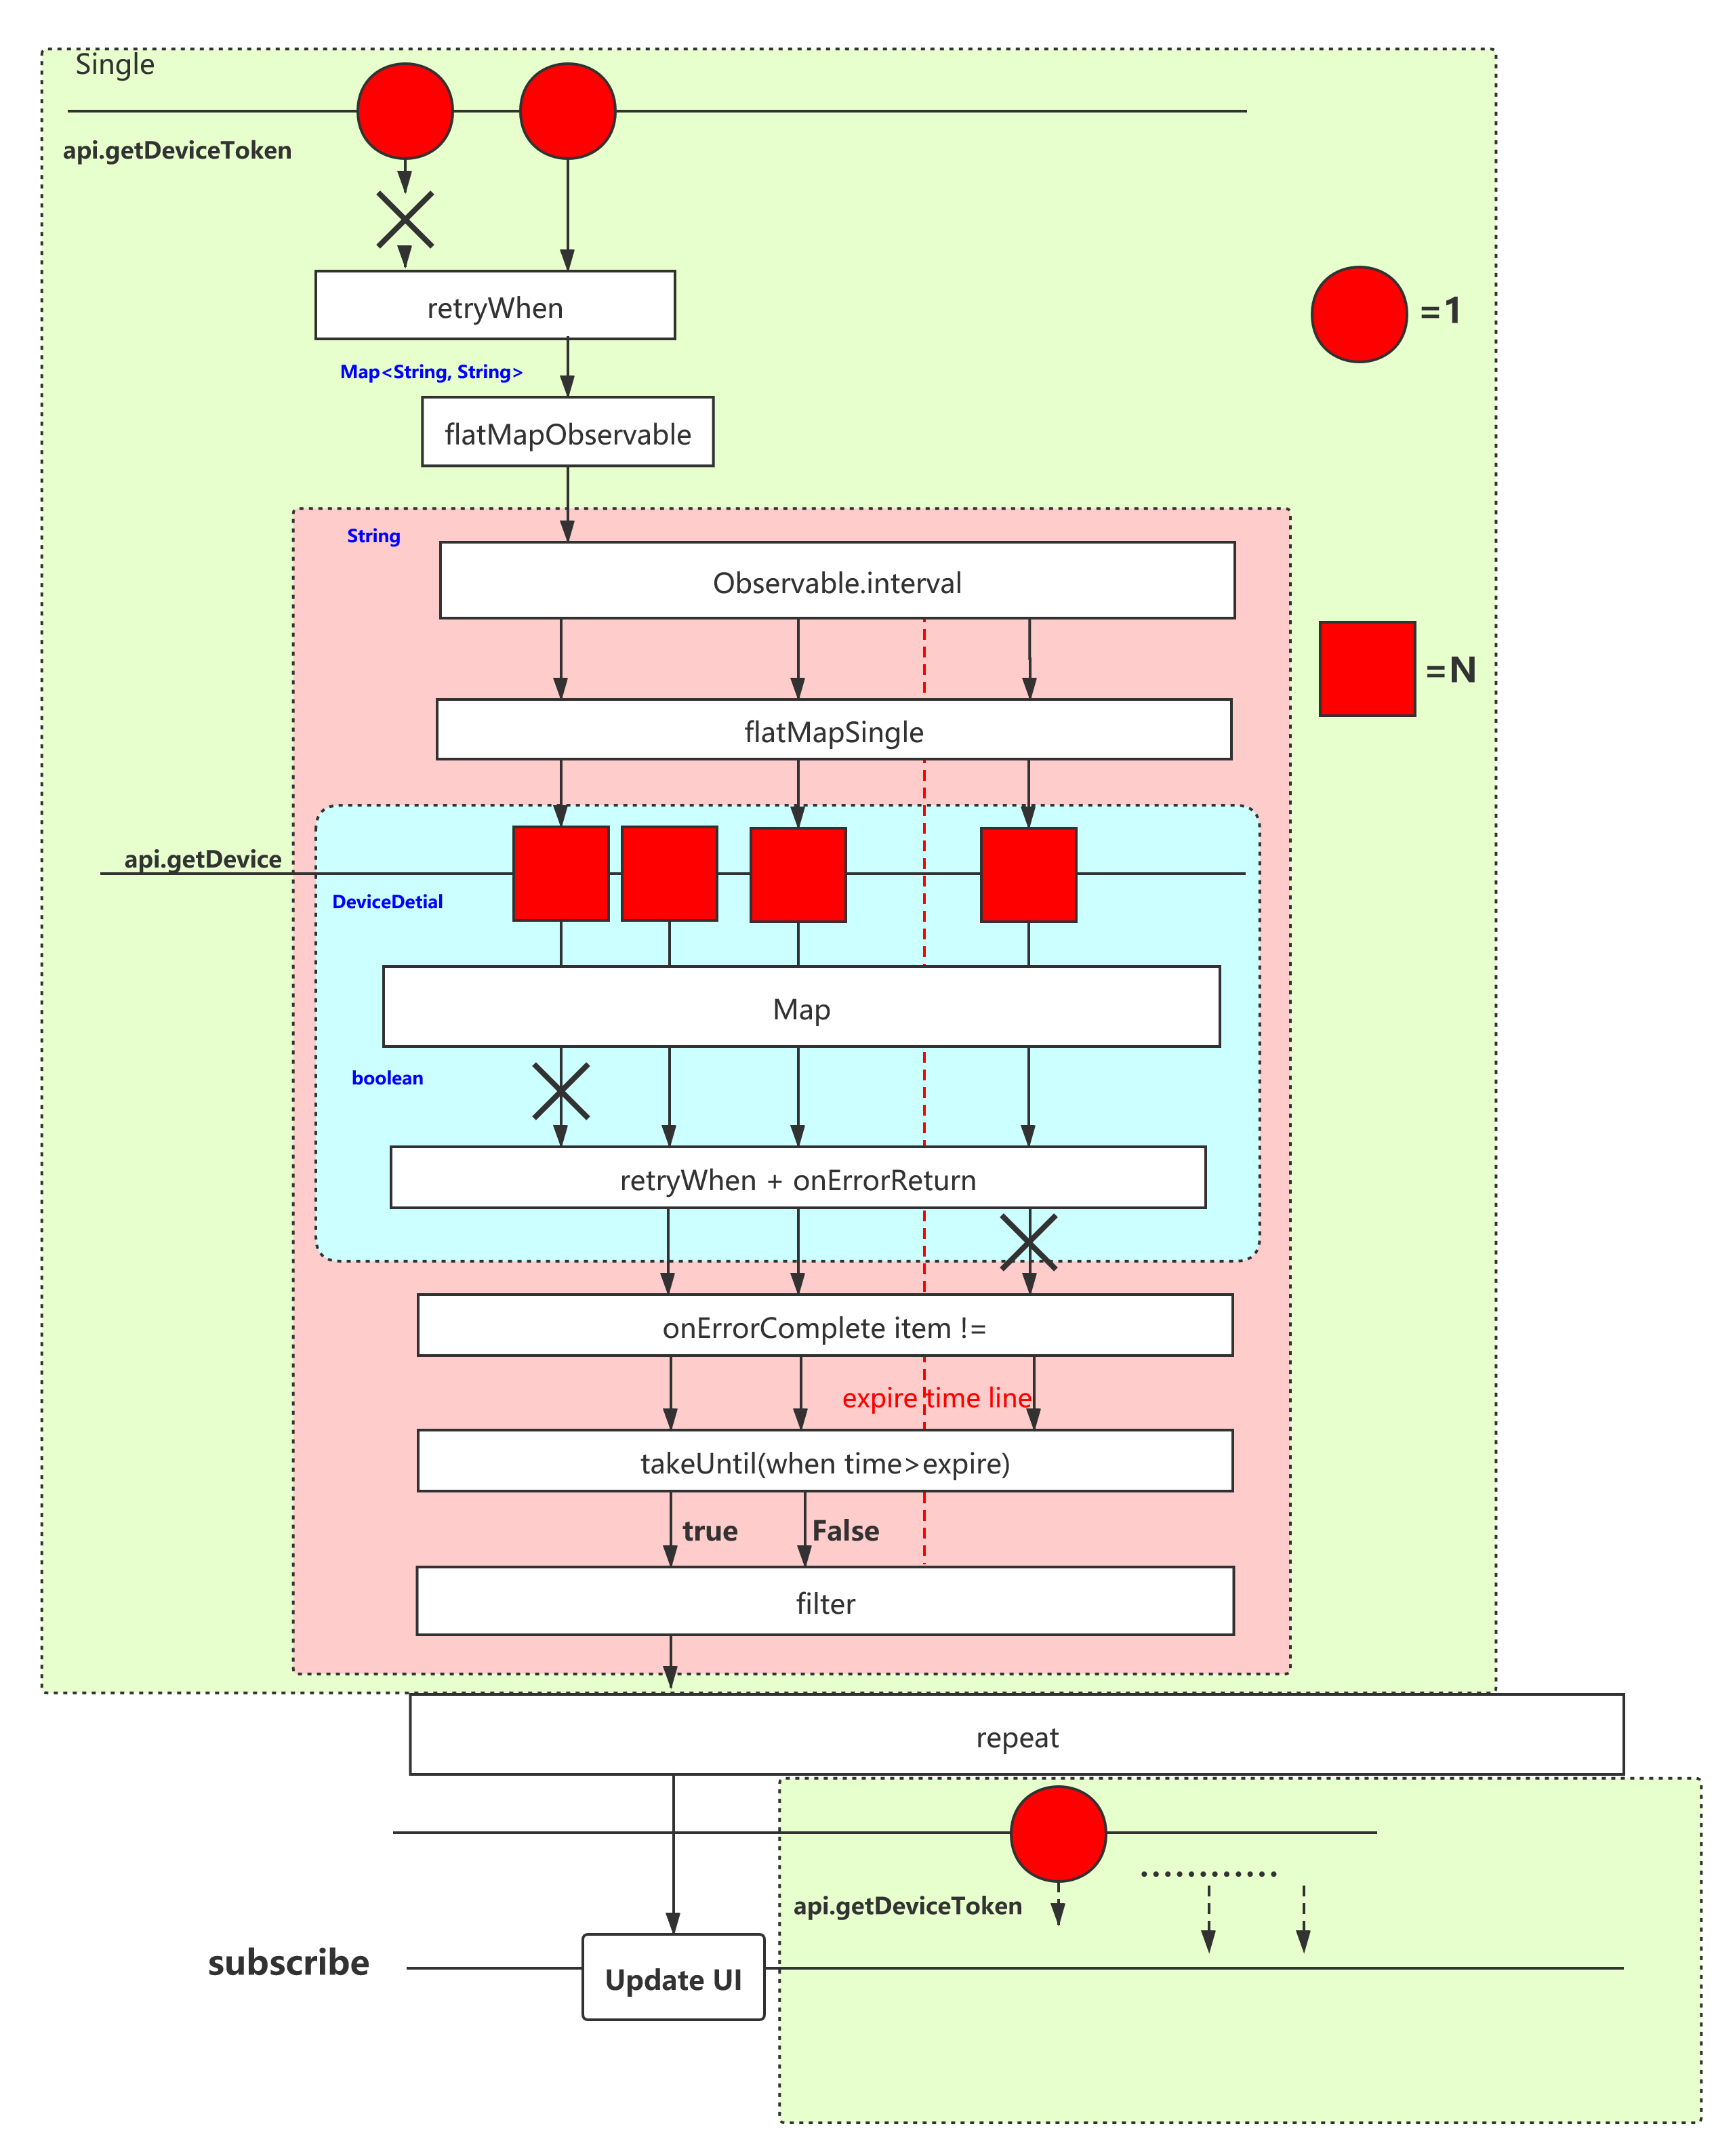 Single
api.getDeviceToken
retryWhen
=1
Map<String, String>
flatMapObservable
String
Observable.interval
=N
flatMapSingle
api.getDevice
DeviceDetial
Map
boolean
retryWhen + onErrorReturn
onErrorComplete item !=
expire time line
takeUntil(when time>expire)
true
False
filter
repeat
api.getDeviceToken
subscribe
Update UI